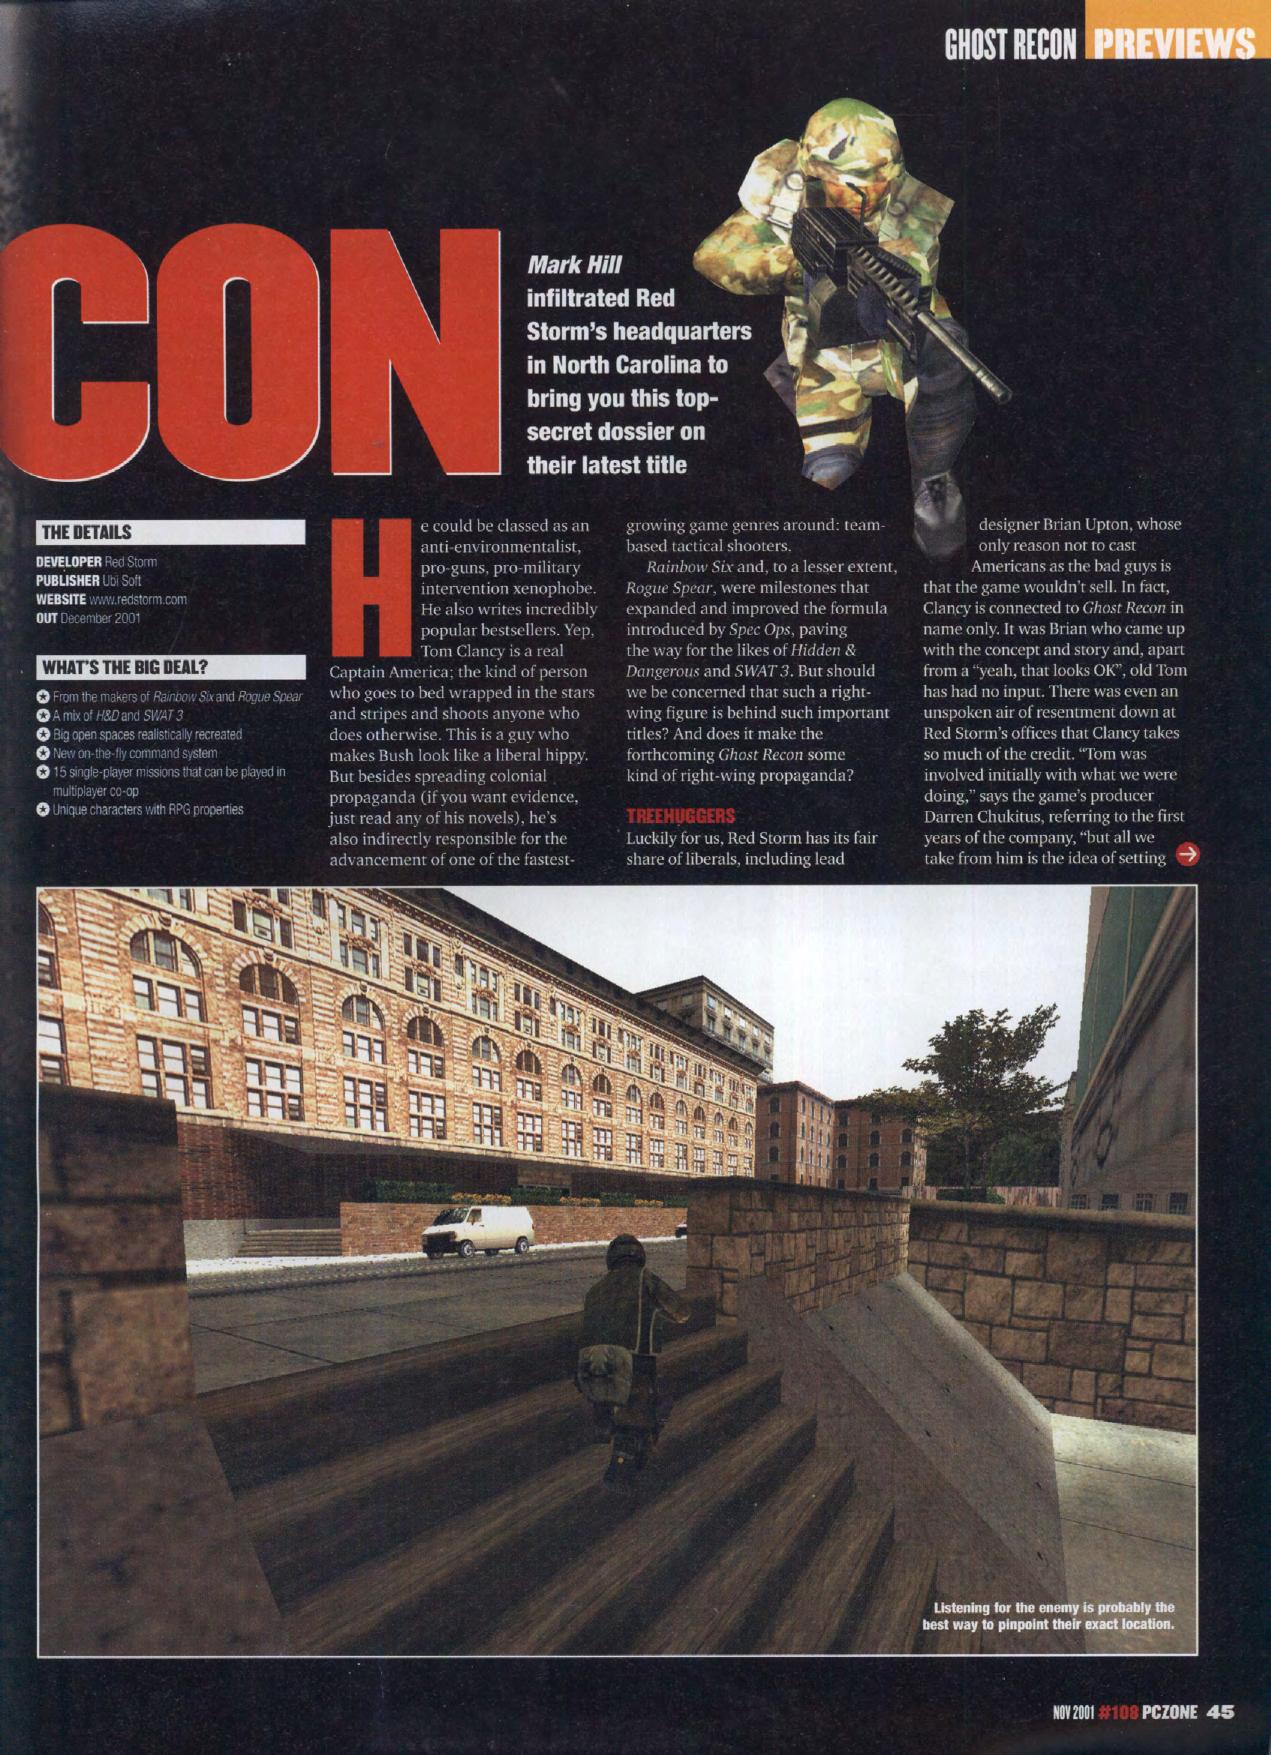 GHOST RECON PREVIEWS
CON
Mark Hill
infiltrated Red
Storm's headquarters
in North Carolina to
bring you this top-
secret dossier on
their latest title
THE DETAILS
DEVELOPER Red Storm
PUBLISHER Ubi Soft
WEBSITE www.redstorm.com
OUT December 2001
WHAT'S THE BIG DEAL?
From the makers of Rainbow Six and Rogue Spear
A mix of H&D and SWAT 3
Big open spaces realistically recreated
New on-the-fly command system
15 single-player missions that can be played in
multiplayer co-op
Unique characters with RPG properties
He could be classed as an
anti-environmentalist,
pro-guns, pro-military
intervention xenophobe.
He also writes incredibly
popular bestsellers. Yep,
Tom Clancy is a real
Captain America; the kind of person
who goes to bed wrapped in the stars
and stripes and shoots anyone who
does otherwise. This is a guy who
makes Bush look like a liberal hippy.
But besides spreading colonial
propaganda (if you want evidence,
just read any of his novels), he's
also indirectly responsible for the
advancement of one of the fastest-
growing game genres around: team-
based tactical shooters.
Rainbow Six and, to a lesser extent,
Rogue Spear, were milestones that
expanded and improved the formula
introduced by Spec Ops, paving
the way for the likes of Hidden &
Dangerous and SWAT 3. But should
we be concerned that such a right-
wing figure is behind such important
titles? And does it make the
forthcoming Ghost Recon some
kind of right-wing propaganda?
TREEHUGGERS
Luckily for us, Red Storm has its fair
share of liberals, including lead
designer Brian Upton, whose
only reason not to cast
Americans as the bad guys is
that the game wouldn't sell. In fact,
Clancy is connected to Ghost Recon in
name only. It was Brian who came up
with the concept and story and, apart
from a "yeah, that looks OK", old Tom
has had no input. There was even an
unspoken air of resentment down at
Red Storm's offices that Clancy takes
so much of the credit. "Tom was
involved initially with what we were
doing," says the game's producer
Darren Chukitus, referring to the first
years of the company, "but all we
take from him is the idea of setting
Listening for the enemy is probably the
best way to pinpoint their exact location.
NOV 2001 #108 PCZONE 45